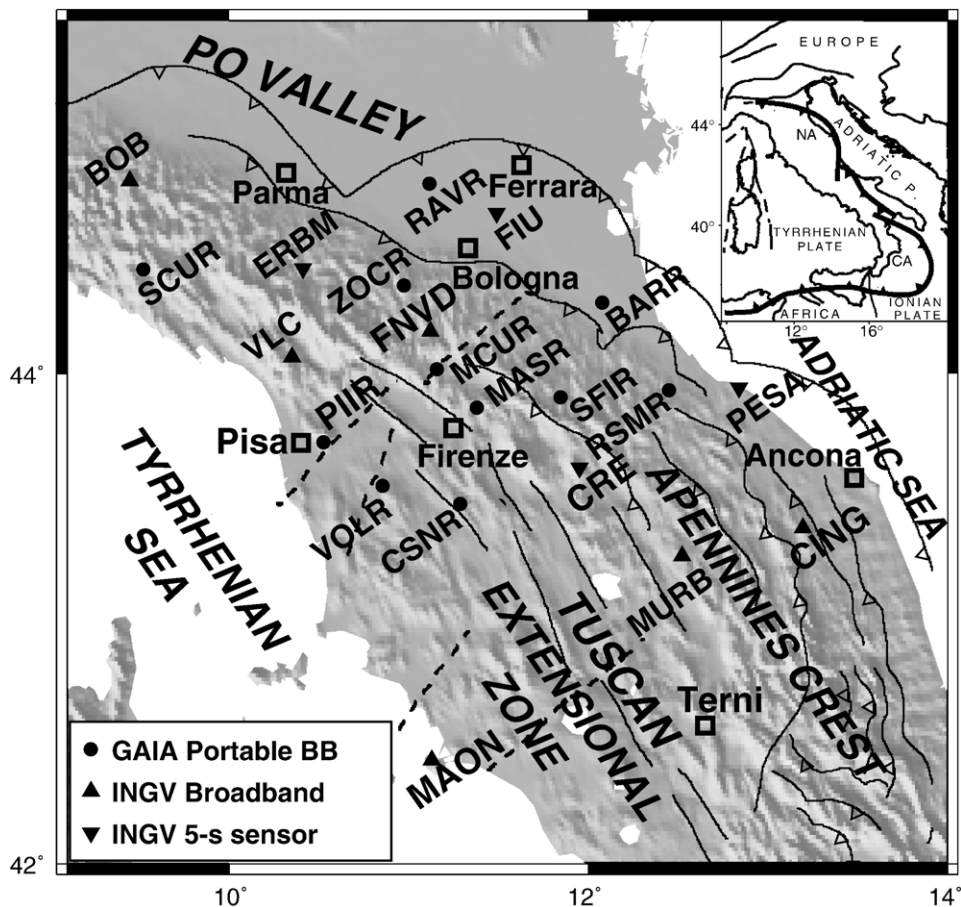 PO VALLEY
BOB
Parma
RAVR
Ferrara
FIU
SCUR
ERBM
ZOCR
Bologna
BARR
VLC
FNVD
MCUR
MASR
SFIR
RSMR
PESA
PIIR
Pisa
Firenze
CRE
Ancona
ADRIATIC SEA
VOLR
CSNR
CING
MURB
TYRRHENIAN
SEA
APENNINES CREST
TUSCAN
EXTENSIONAL
ZONE
Terni
MAON
GAIA Portable BB
INGV Broadband
INGV 5-s sensor
44°
42°
10°
12°
14°
EUROPE
44°
NA
ADRIATIC P.
40°
TYRRHENIAN
PLATE
CA
IONIAN
PLATE
AFRICA
12°
16°